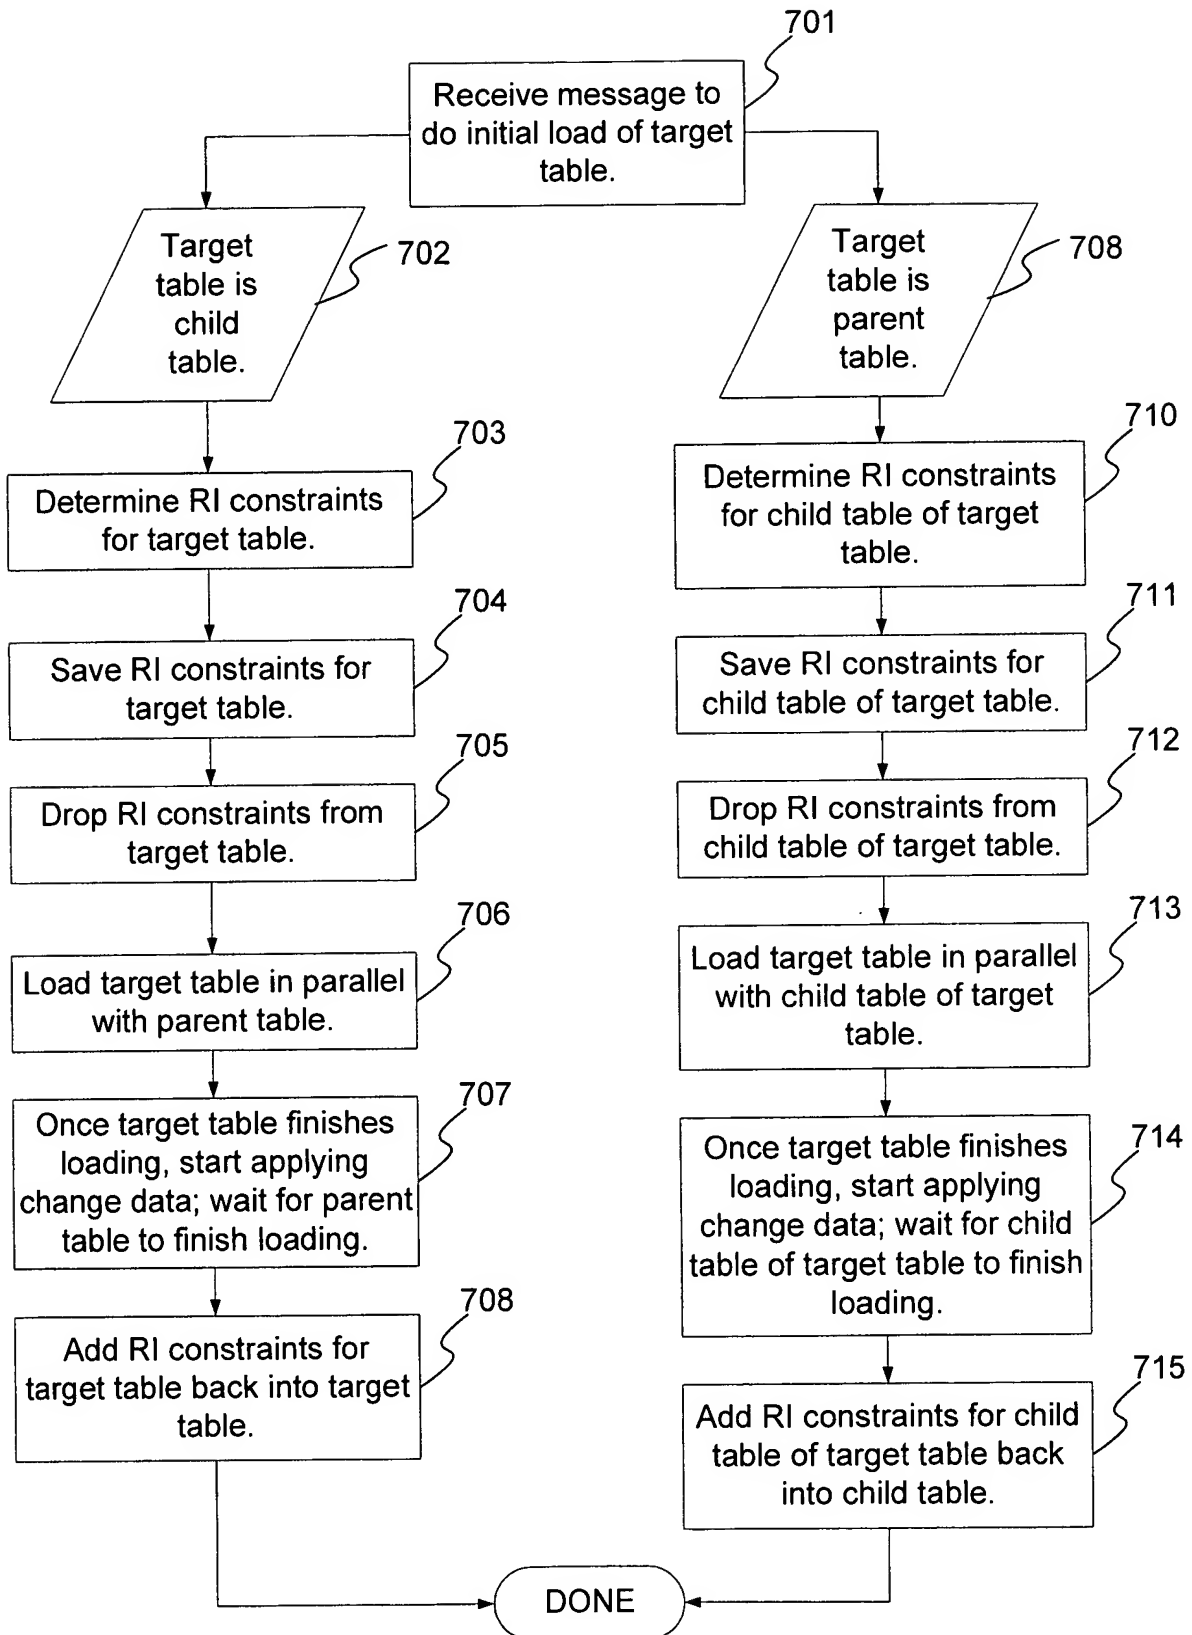 701
Receive message to
do initial load of target
table.
Target
table is
child
table.
702
703
Determine RI constraints
for target table.
704
Save RI constraints for
target table.
705
Drop RI constraints from
target table.
706
Load target table in parallel
with parent table.
707
Once target table finishes
loading, start applying
change data; wait for parent
table to finish loading.
708
Add RI constraints for
target table back into target
table.
Target
table is
parent
table.
708
710
Determine RI constraints
for child table of target
table.
711
Save RI constraints for
child table of target table.
712
Drop RI constraints from
child table of target table.
713
Load target table in parallel
with child table of target
table.
714
Once target table finishes
loading, start applying
change data; wait for child
table of target table to finish
loading.
715
Add RI constraints for child
table of target table back
into child table.
DONE